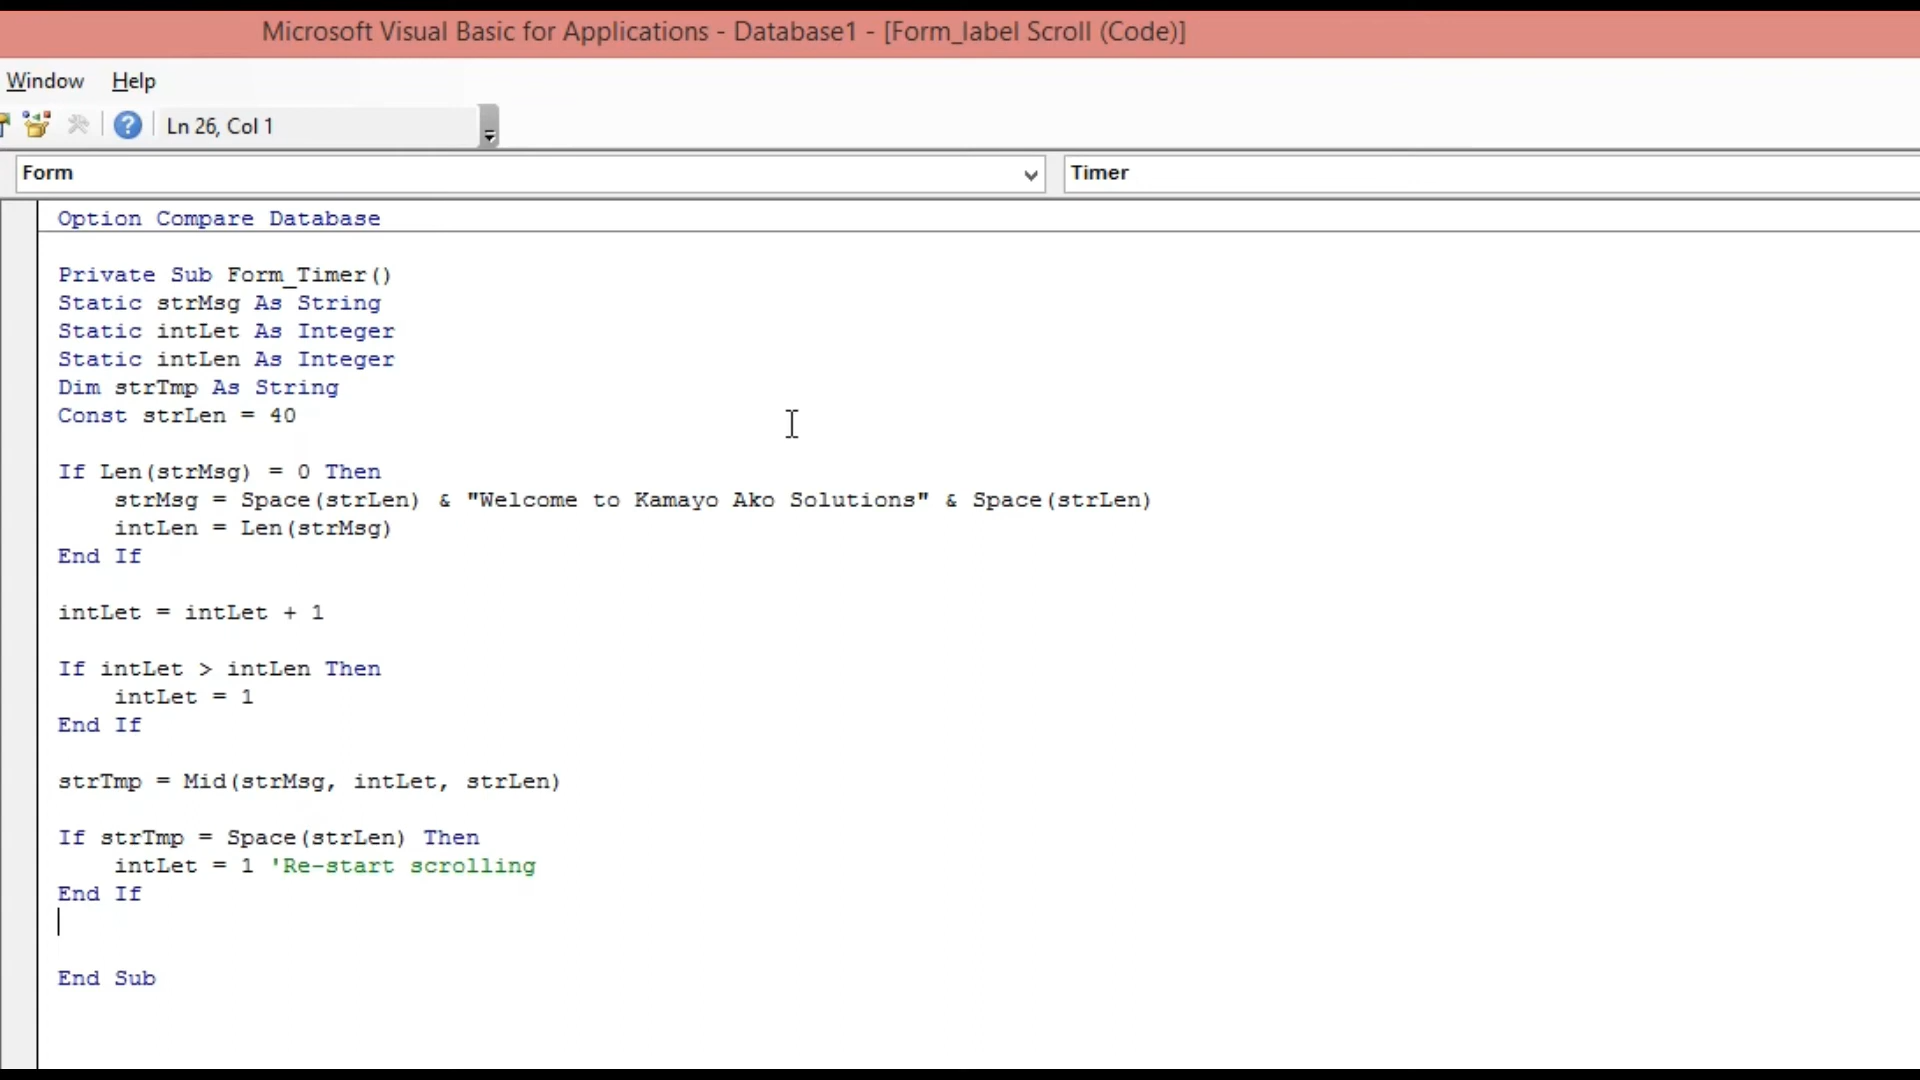 Microsoft Visual Basic for Applications - Database1 - [Form_label Scroll (Code)]
Window Help
Ln 26, Col 1
Form Timer
Option Compare Database
Private Sub Form_Timer()
Static strMsg As String
Static intLet As Integer
Static intLen As Integer
Dim strTmp As String
Const strLen = 40
If Len(strMsg) = 0 Then
    strMsg = Space(strLen) & "Welcome to Kamayo Ako Solutions" & Space(strLen)
    intLen = Len(strMsg)
End If
intLet = intLet + 1
If intLet > intLen Then
    intLet = 1
End If
strTmp = Mid(strMsg, intLet, strLen)
If strTmp = Space(strLen) Then
    intLet = 1 'Re-start scrolling
End If
End Sub